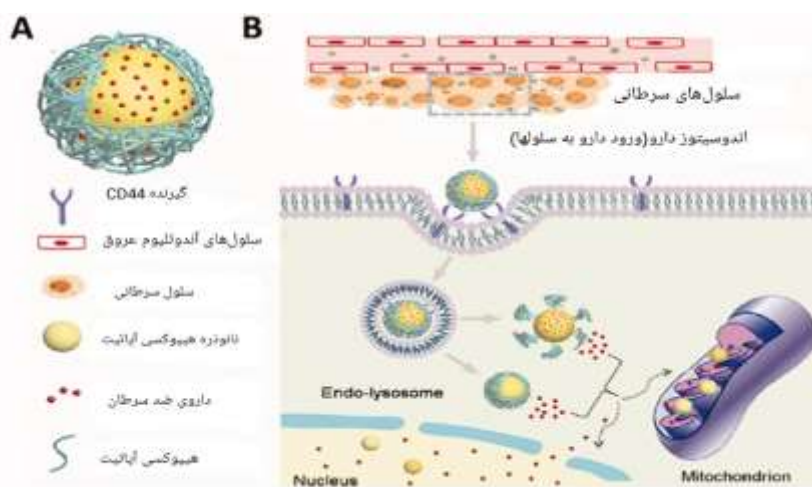 A
گیرنده CD44
سلول‌های آندوتلیوم عروق
سلول سرطانی
نانوذره هیپوکسی آپاتیت
داروی ضد سرطان
هیپوکسی آپاتیت
B
سلول‌های سرطانی
اندوسیتوز دارو(ورود دارو به سلولها)
Endo-lysosome
Nucleus
Mitochondrion